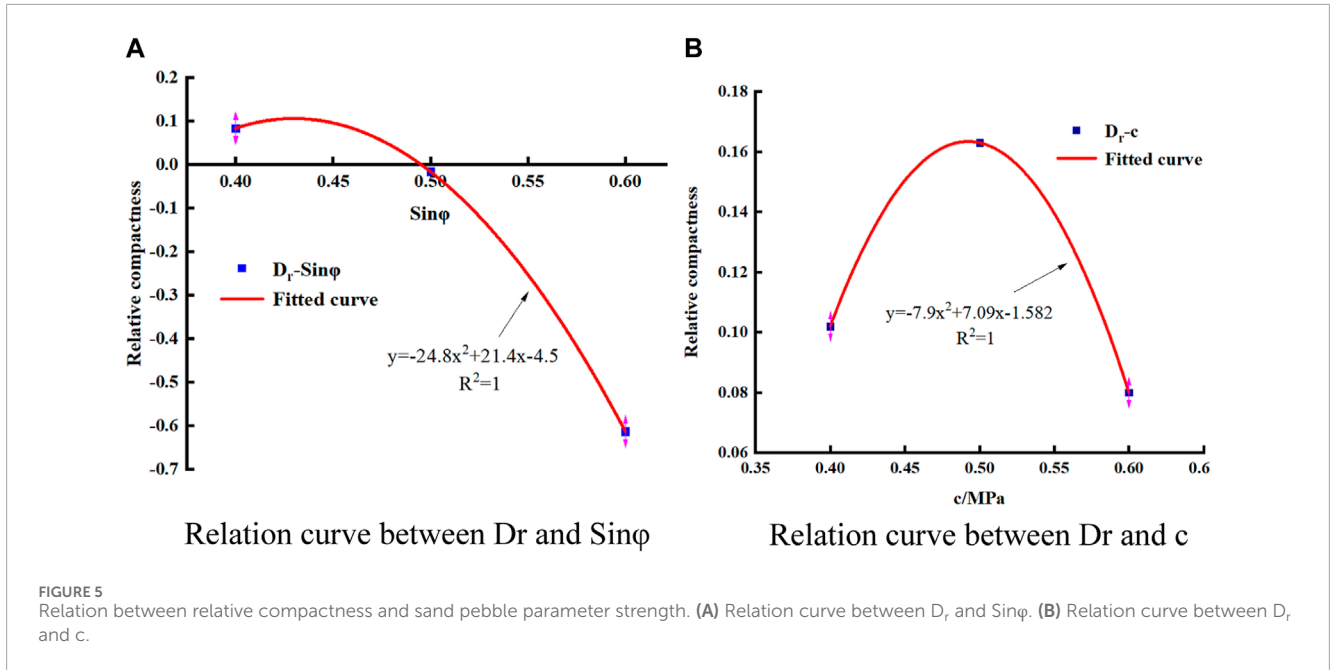 A
0.2
0.1
0.0
-0.1
-0.2
-0.3
-0.4
-0.5
-0.6
-0.7
Relative compactness
0.40
0.45
0.50
0.55
0.60
Sinφ
Dr-Sinφ
Fitted curve
y=-24.8x²+21.4x-4.5
R²=1
Relation curve between Dr and Sinφ
B
0.18
0.16
0.14
0.12
0.10
0.08
0.06
Relative compactness
Dr-c
Fitted curve
y=-7.9x²+7.09x-1.582
R²=1
0.35
0.40
0.45
0.50
0.55
0.60
0.6
c/MPa
Relation curve between Dr and c
FIGURE 5
Relation between relative compactness and sand pebble parameter strength. (A) Relation curve between Dr and Sinφ. (B) Relation curve between Dr
and c.